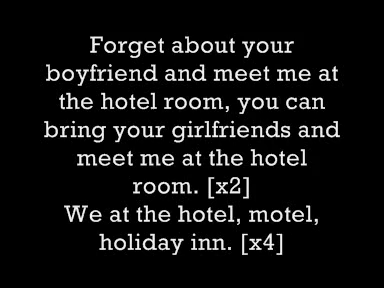 Forget about your
boyfriend and meet me at
the hotel room, you can
bring your girlfriends and
meet me at the hotel
room. [x2]
We at the hotel, motel,
holiday inn. [x4]